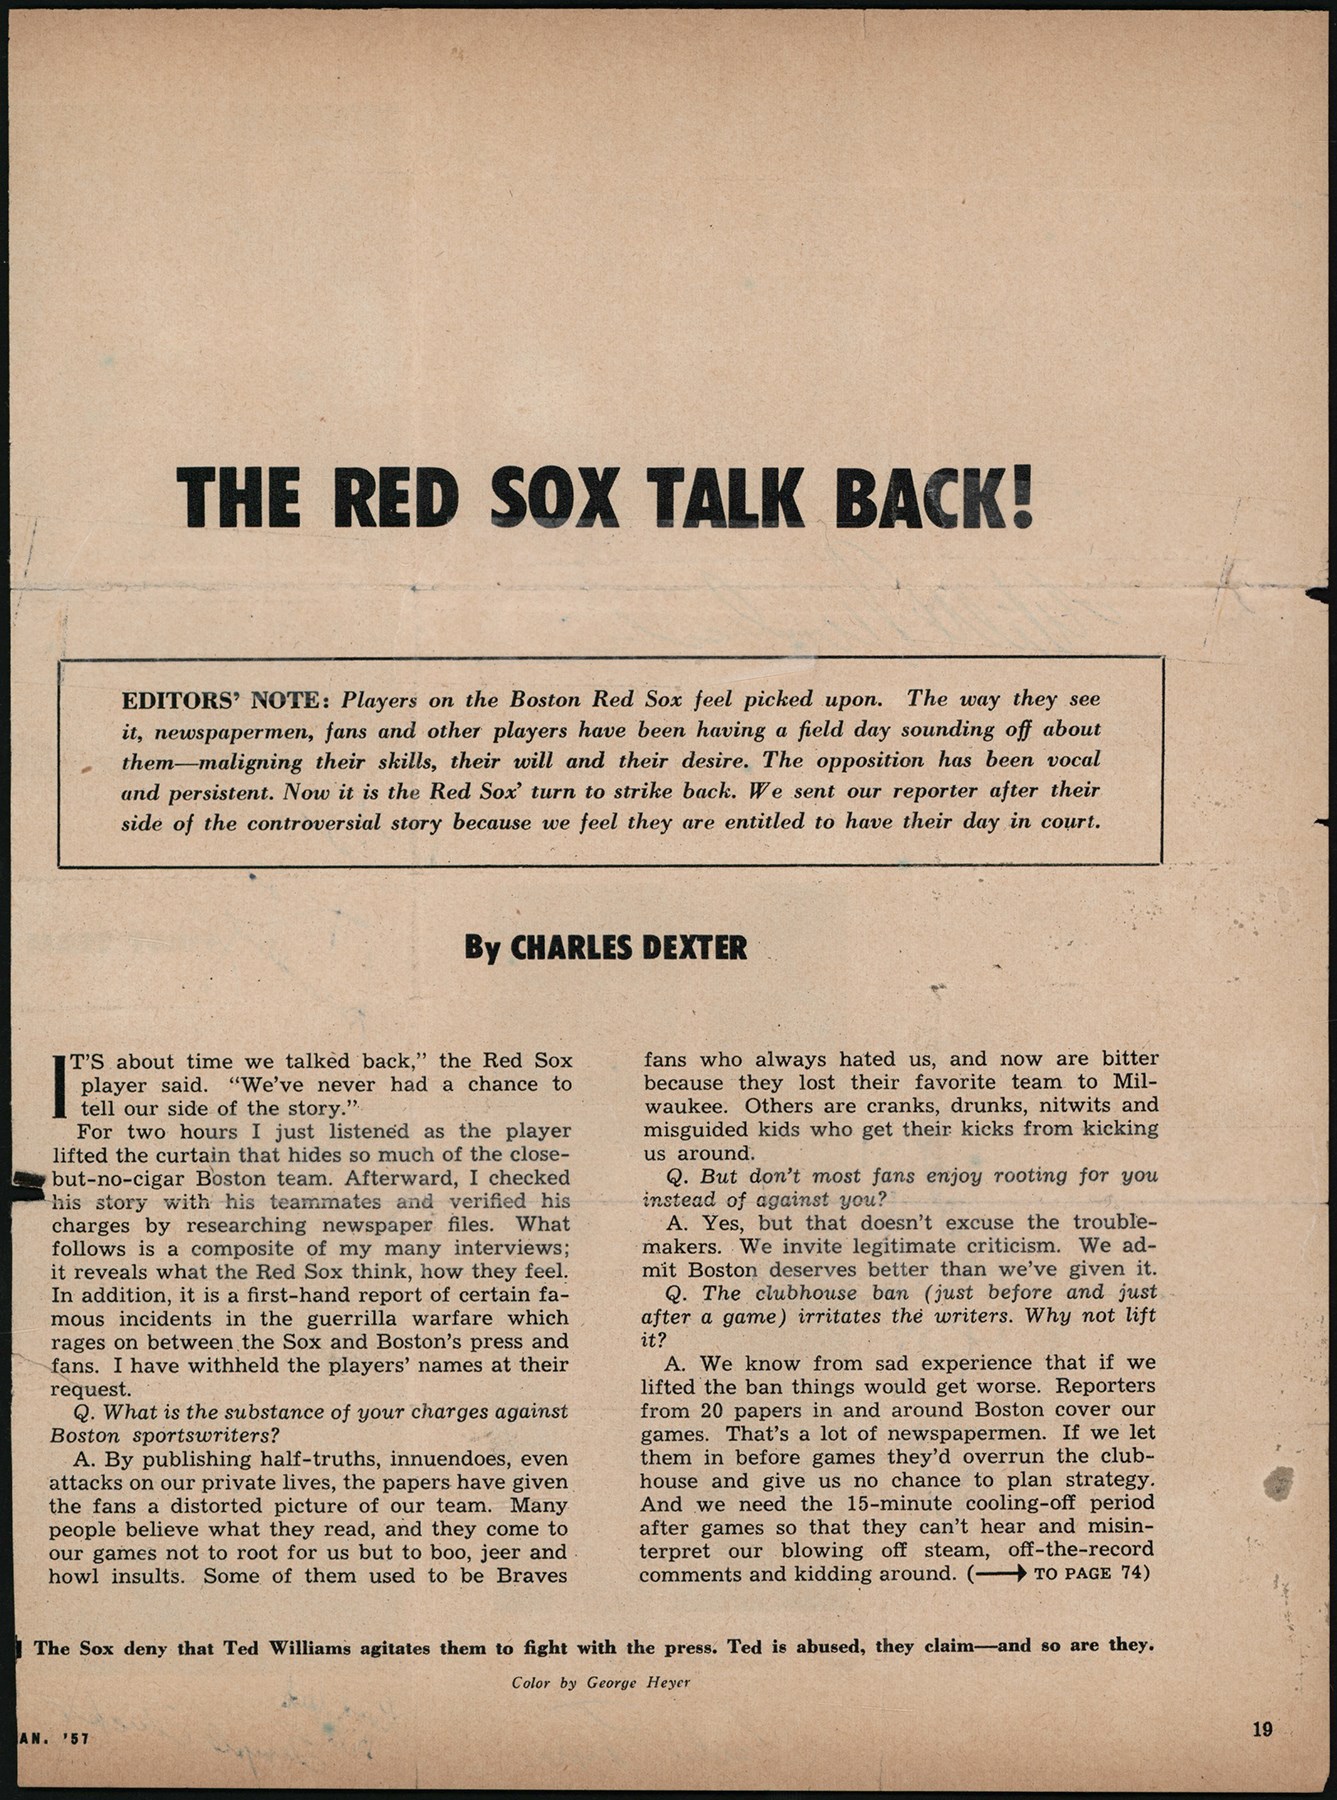 THE RED SOX TALK BACK!
EDITORS' NOTE: Players on the Boston Red Sox feel picked upon. The way they see
it, newspapermen, fans and other players have been having a field day sounding off about
them—maligning their skills, their will and their desire. The opposition has been vocal
and persistent. Now it is the Red Sox' turn to strike back. We sent our reporter after their
side of the controversial story because we feel they are entitled to have their day in court.
By CHARLES DEXTER
IT'S about time we talked back,” the Red Sox
player said. “We've never had a chance to
tell our side of the story.”
For two hours I just listened as the player
lifted the curtain that hides so much of the close-
but-no-cigar Boston team. Afterward, I checked
his story with his teammates and verified his
charges by researching newspaper files. What
follows is a composite of my many interviews;
it reveals what the Red Sox think, how they feel.
In addition, it is a first-hand report of certain fa-
mous incidents in the guerrilla warfare which
rages on between the Sox and Boston's press and
fans. I have withheld the players' names at their
request.
Q. What is the substance of your charges against
Boston sportswriters?
A. By publishing half-truths, innuendoes, even
attacks on our private lives, the papers have given
the fans a distorted picture of our team. Many
people believe what they read, and they come to
our games not to root for us but to boo, jeer and
howl insults. Some of them used to be Braves
fans who always hated us, and now are bitter
because they lost their favorite team to Mil-
waukee. Others are cranks, drunks, nitwits and
misguided kids who get their kicks from kicking
us around.
Q. But don't most fans enjoy rooting for you
instead of against you?
A. Yes, but that doesn't excuse the trouble-
makers. We invite legitimate criticism. We ad-
mit Boston deserves better than we've given it.
Q. The clubhouse ban (just before and just
after a game) irritates the writers. Why not lift
it?
A. We know from sad experience that if we
lifted the ban things would get worse. Reporters
from 20 papers in and around Boston cover our
games. That's a lot of newspapermen. If we let
them in before games they'd overrun the club-
house and give us no chance to plan strategy.
And we need the 15-minute cooling-off period
after games so that they can't hear and misin-
terpret our blowing off steam, off-the-record
comments and kidding around. (⟶ TO PAGE 74)
The Sox deny that Ted Williams agitates them to fight with the press. Ted is abused, they claim—and so are they.
Color by George Heyer
AN. '57
19